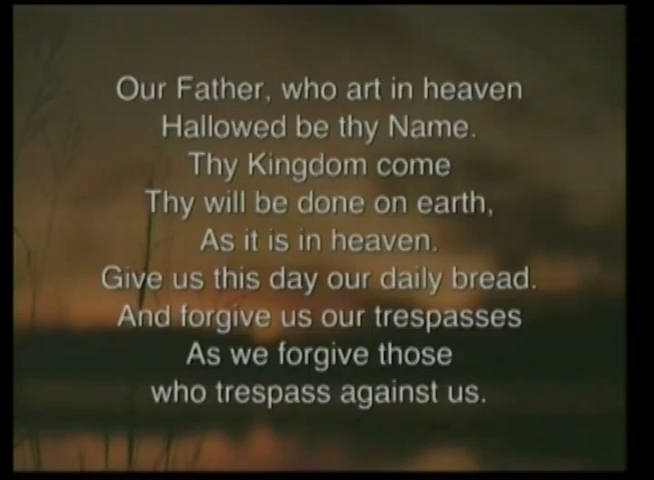 Our Father, who art in heaven
Hallowed be thy Name.
Thy Kingdom come
Thy will be done on earth,
As it is in heaven.
Give us this day our daily bread.
And forgive us our trespasses
As we forgive those
who trespass against us.